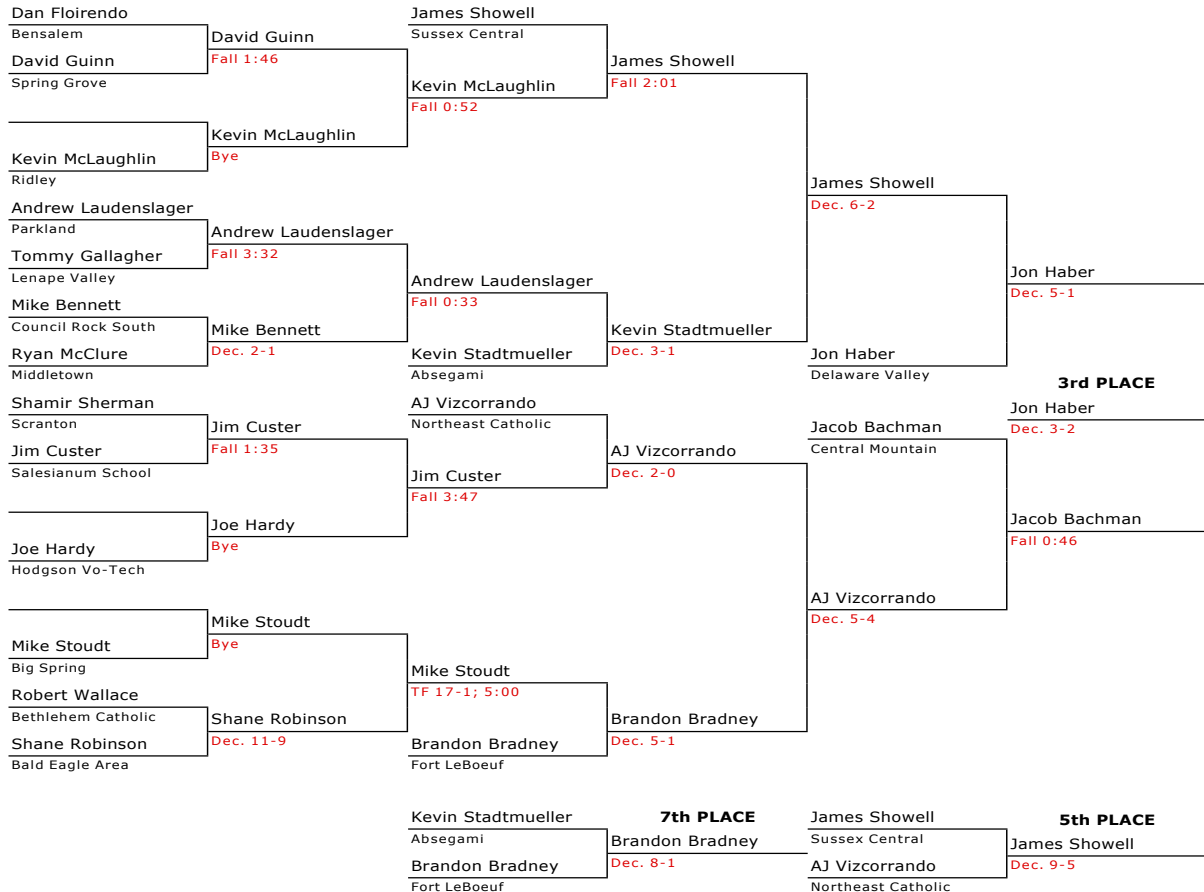 Dan Floirendo
Bensalem
David Guinn
Spring Grove
Kevin McLaughlin
Ridley
Andrew Laudenslager
Parkland
Tommy Gallagher
Lenape Valley
Mike Bennett
Council Rock South
Ryan McClure
Middletown
Shamir Sherman
Scranton
Jim Custer
Salesianum School
Joe Hardy
Hodgson Vo-Tech
Mike Stoudt
Big Spring
Robert Wallace
Bethlehem Catholic
Shane Robinson
Bald Eagle Area
David Guinn
Fall 1:46
Kevin McLaughlin
Bye
Andrew Laudenslager
Fall 3:32
Mike Bennett
Dec. 2-1
Jim Custer
Fall 1:35
Joe Hardy
Bye
Mike Stoudt
Bye
Shane Robinson
Dec. 11-9
James Showell
Sussex Central
Kevin McLaughlin
Fall 0:52
Andrew Laudenslager
Fall 0:33
Kevin Stadtmueller
Absegami
AJ Vizcorrando
Northeast Catholic
Jim Custer
Fall 3:47
Mike Stoudt
TF 17-1; 5:00
Brandon Bradney
Fort LeBoeuf
James Showell
Fall 2:01
Kevin Stadtmueller
Dec. 3-1
AJ Vizcorrando
Dec. 2-0
Brandon Bradney
Dec. 5-1
James Showell
Dec. 6-2
Jon Haber
Delaware Valley
Jacob Bachman
Central Mountain
AJ Vizcorrando
Dec. 5-4
Jon Haber
Dec. 5-1
3rd PLACE
Jon Haber
Dec. 3-2
Jacob Bachman
Fall 0:46
Kevin Stadtmueller
Absegami
Brandon Bradney
Fort LeBoeuf
7th PLACE
Brandon Bradney
Dec. 8-1
James Showell
Sussex Central
AJ Vizcorrando
Northeast Catholic
5th PLACE
James Showell
Dec. 9-5